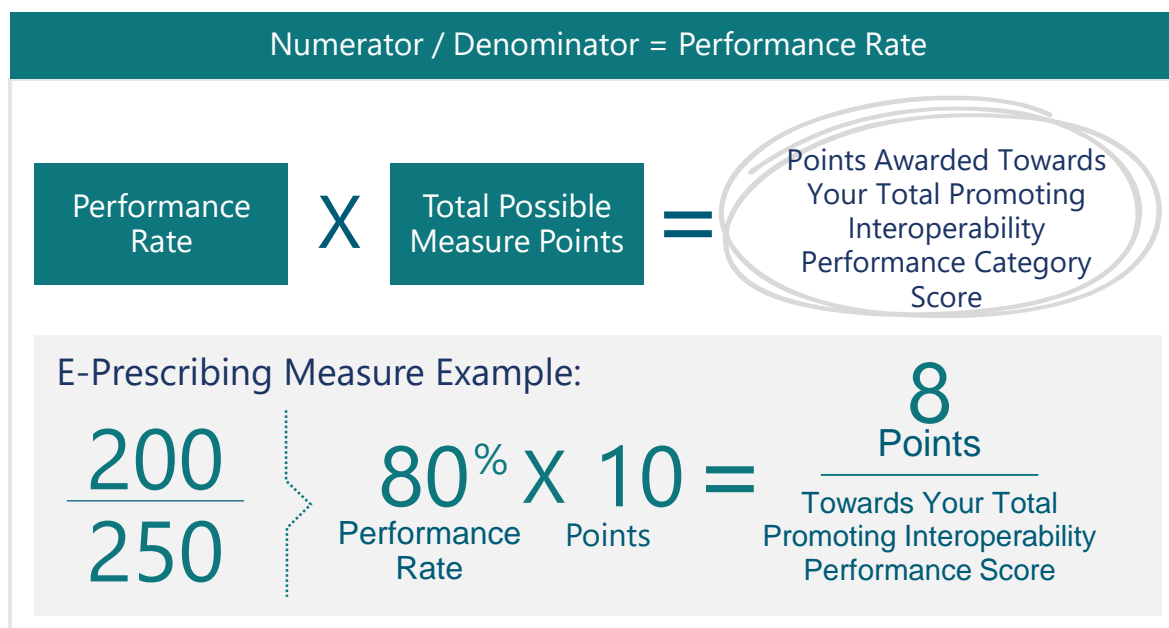 Numerator / Denominator = Performance Rate
Performance
Rate
X
Total Possible
Measure Points
=
Points Awarded Towards
Your Total Promoting
Interoperability
Performance Category
Score
E-Prescribing Measure Example:
200
250
80% X 10 =
Performance
Rate
Points
8
Points
Towards Your Total
Promoting Interoperability
Performance Score